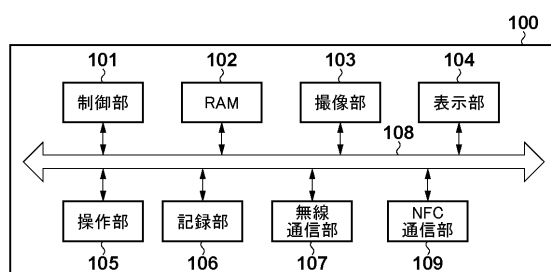 100
101
102
103
104
制御部
RAM
撮像部
表示部
108
操作部
記録部
無線
通信部
NFC
通信部
105
106
107
109